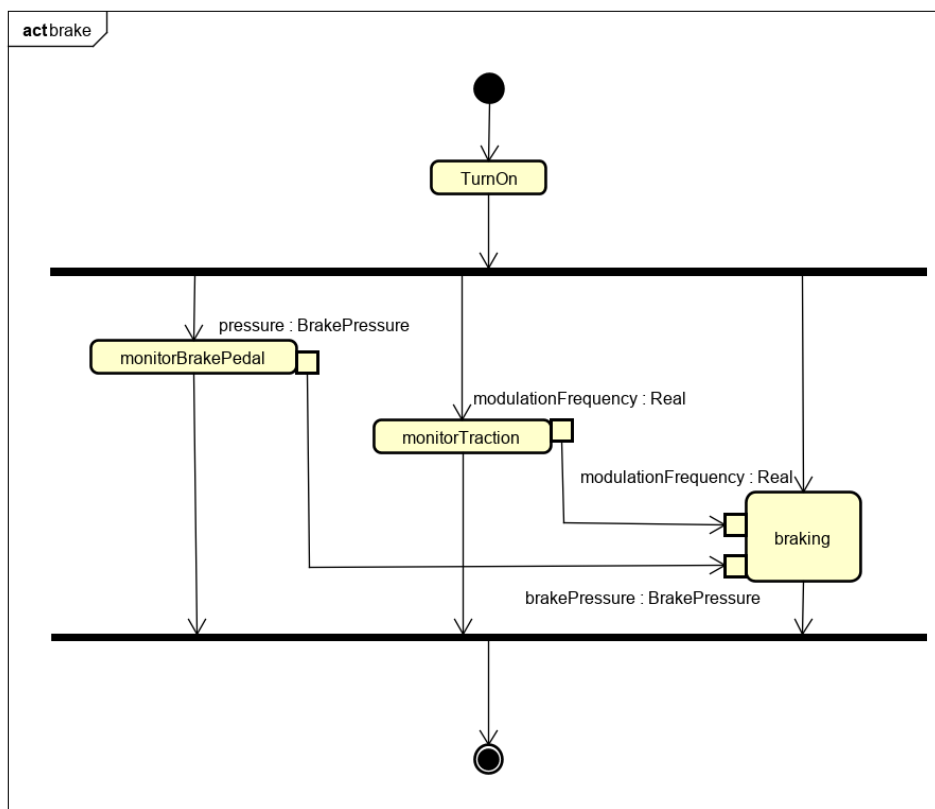 act brake
TurnOn
pressure : BrakePressure
monitorBrakePedal
modulationFrequency : Real
monitorTraction
modulationFrequency : Real
braking
brakePressure : BrakePressure